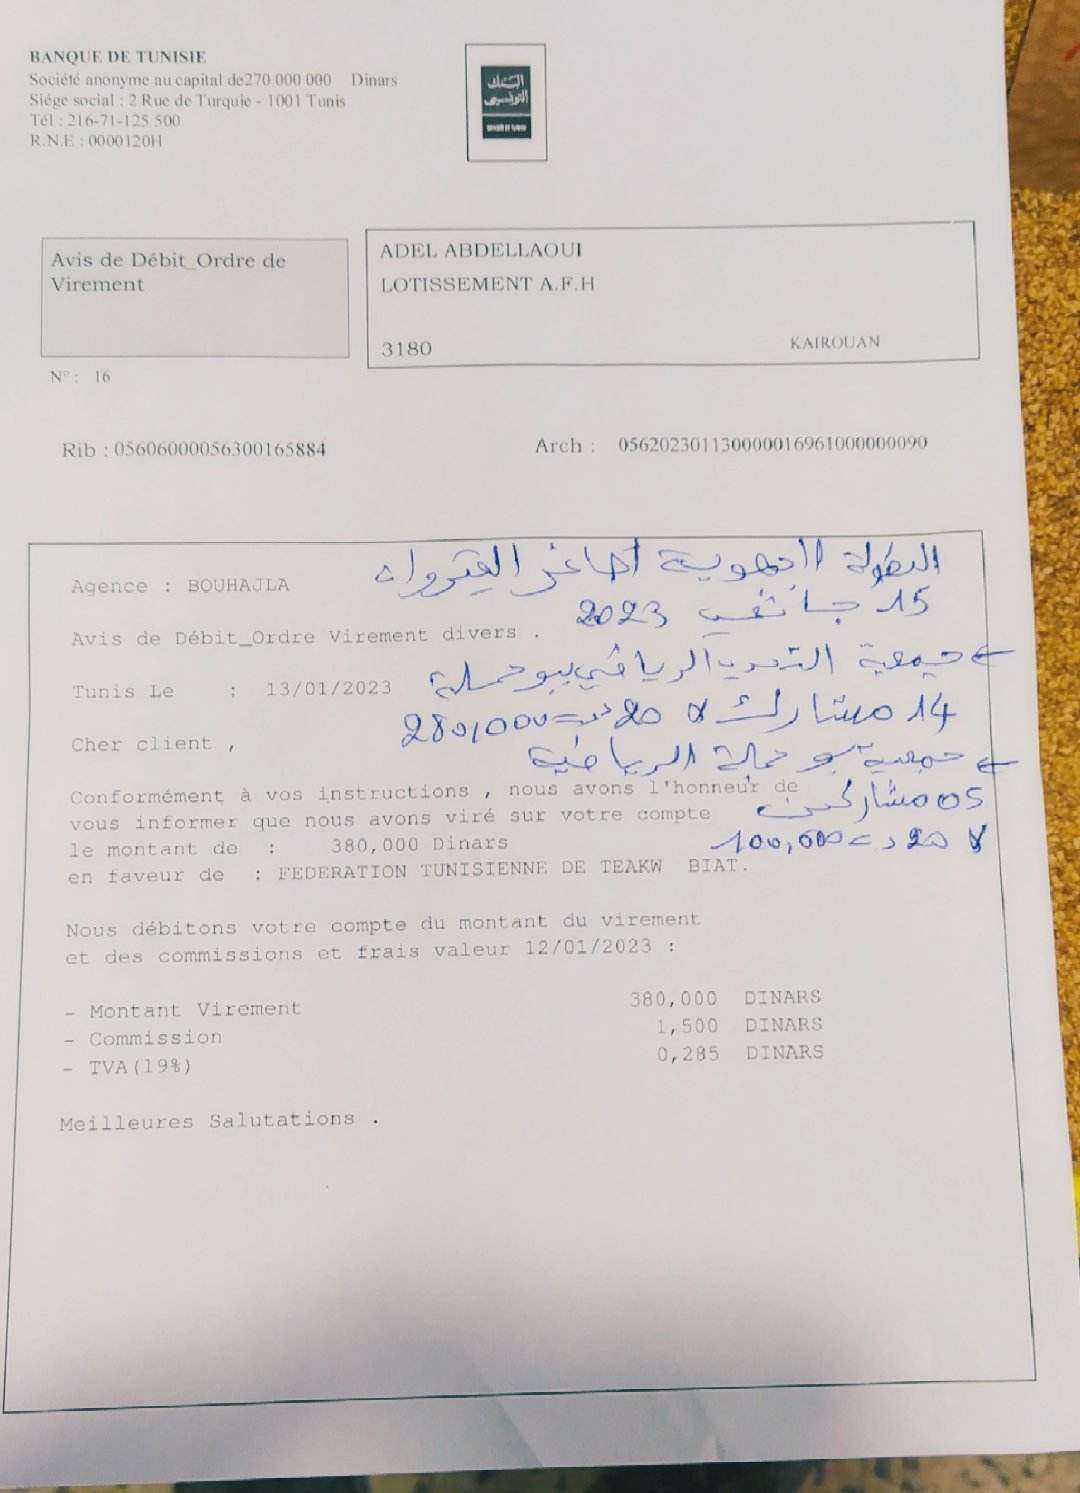 BANQUE DE TUNISIE
Société anonyme au capital de270 000 000 Dinars
Siége social : 2 Rue de Turquie - 1001 Tunis
Tél : 216-71-125 500
R.N.E : 0000120H
البنك
التونسي
BANQUE DE TUNISIE
Avis de Débit_Ordre de
Virement
ADEL ABDELLAOUI
LOTISSEMENT A.F.H
3180 KAIROUAN
N° : 16
Rib : 05606000056300165884 Arch : 056202301130000016961000000090
البطولة الجهوية أصاغر القيروان
Agence : BOUHAJLA
15 جانفي 2023
Avis de Débit_Ordre Virement divers .
جمعية التحدي الرياضي ببوحجلة
Tunis Le : 13/01/2023
14 مشارك x 20 د = 280,000
Cher client ,
جمعية بوحجلة الرياضية
Conformément à vos instructions , nous avons l'honneur de
05 مشاركين
vous informer que nous avons viré sur votre compte
x 20 د = 100,000
le montant de : 380,000 Dinars
en faveur de : FEDERATION TUNISIENNE DE TEAKW BIAT.
Nous débitons votre compte du montant du virement
et des commissions et frais valeur 12/01/2023 :
- Montant Virement 380,000 DINARS
- Commission 1,500 DINARS
- TVA(19%) 0,285 DINARS
Meilleures Salutations .